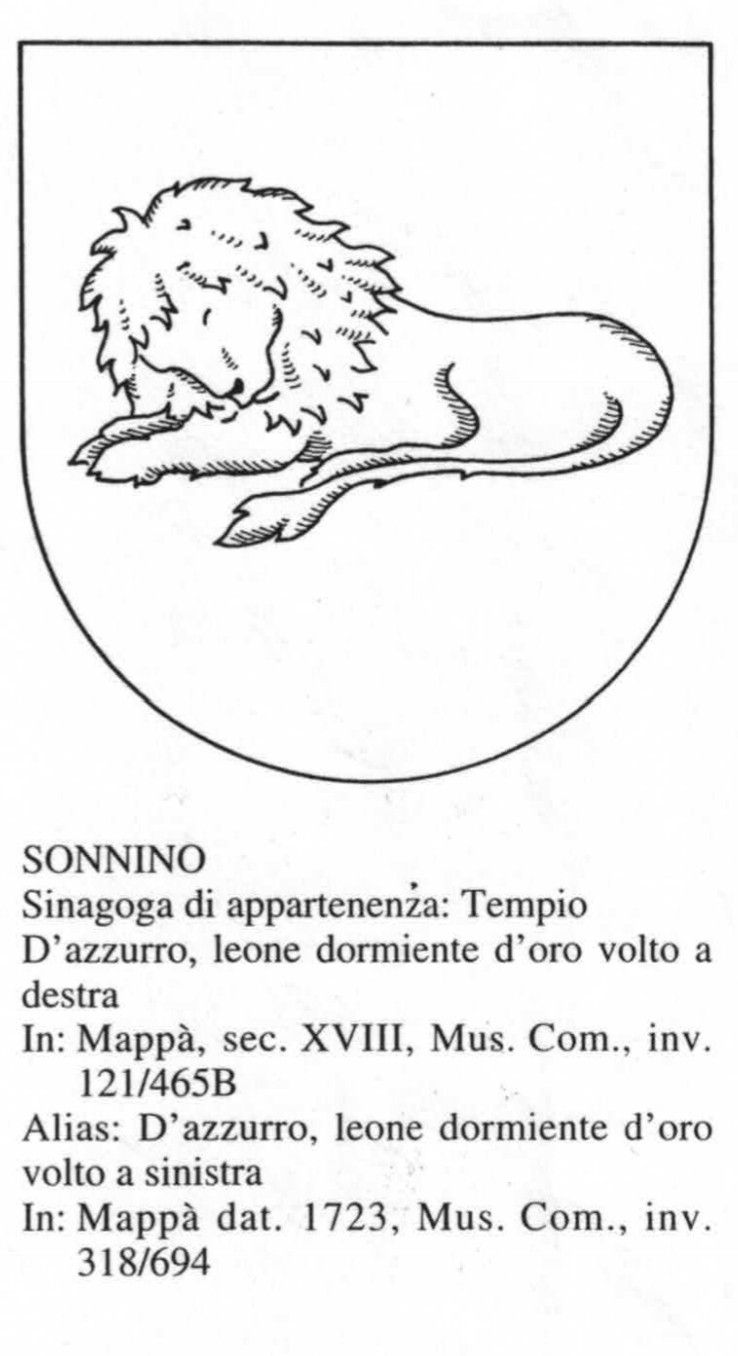 SONNINO
Sinagoga di appartenenza: Tempio
D'azzurro, leone dormiente d'oro volto a
destra
In: Mappà, sec. XVIII, Mus. Com., inv.
121/465B
Alias: D'azzurro, leone dormiente d'oro
volto a sinistra
In: Mappà dat. 1723, Mus. Com., inv.
318/694